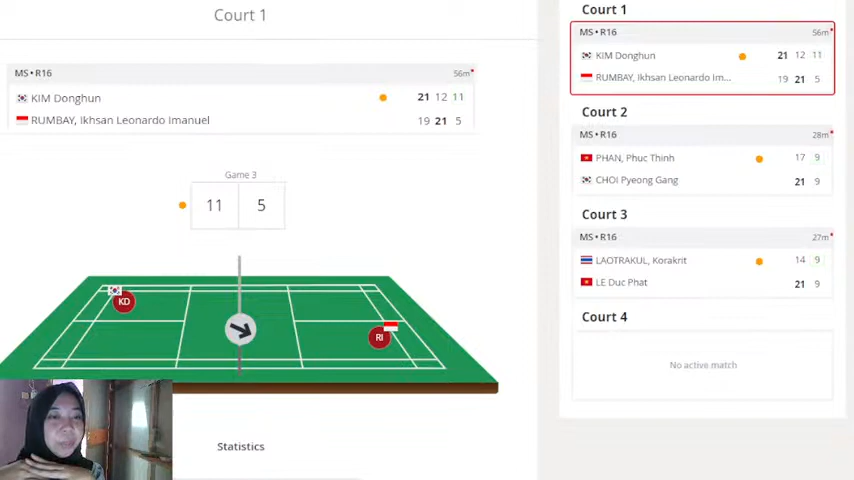 Court 1
MS • R16 56m
KIM Donghun 21 12 11
RUMBAY, Ikhsan Leonardo Imanuel 19 21 5
Game 3
11 5
KD
RI
Statistics
Court 1
MS • R16 56m
KIM Donghun 21 12 11
RUMBAY, Ikhsan Leonardo Im... 19 21 5
Court 2
MS • R16 28m
PHAN, Phuc Thinh 17 9
CHOI Pyeong Gang 21 9
Court 3
MS • R16 27m
LAOTRAKUL, Korakrit 14 9
LE Duc Phat 21 9
Court 4
No active match